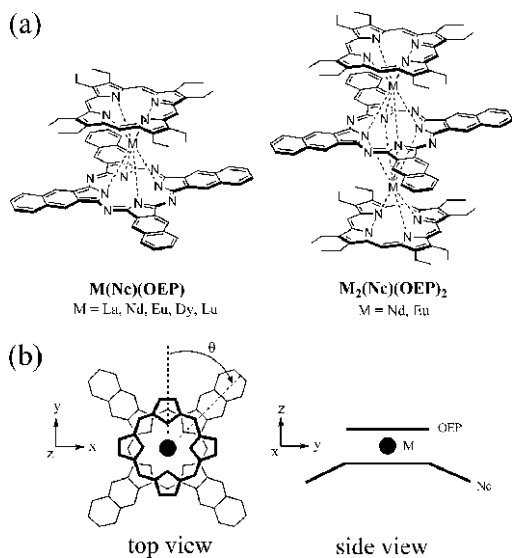 (a)
M
N
N
N
N
M(Nc)(OEP)
M = La, Nd, Eu, Dy, Lu
M
M
N
N
N
N
M₂(Nc)(OEP)₂
M = Nd, Eu
(b)
θ
y
z
x
top view
z
x
y
OEP
M
Nc
side view